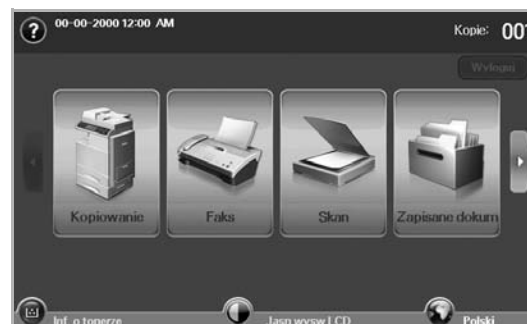 ?
00-00-2000 12:00 AM
Kopie: 001
Wyloguj
Kopiowanie
Faks
Skan
Zapisane dokum
Inf. o tonerze
Jasn wysw LCD
Polski